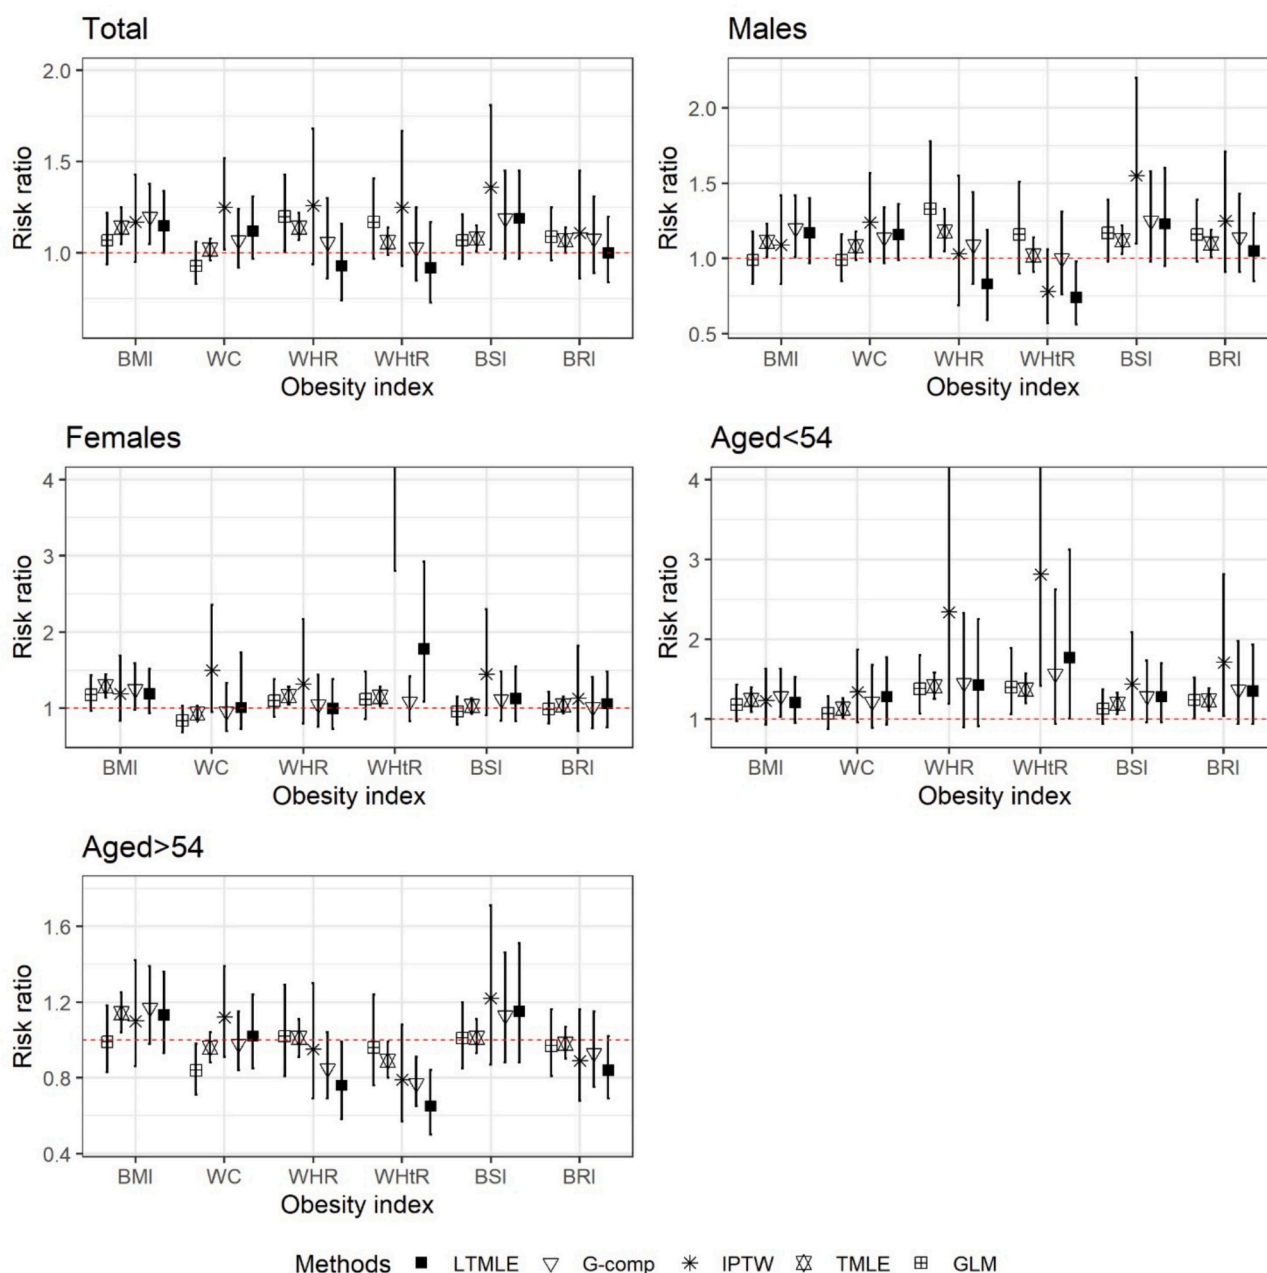 Total
Risk ratio
2.0
1.5
1.0
BMI WC WHR WHtR BSI BRI
Obesity index
Males
Risk ratio
2.0
1.5
1.0
0.5
BMI WC WHR WHtR BSI BRI
Obesity index
Females
Risk ratio
4
3
2
1
BMI WC WHR WHtR BSI BRI
Obesity index
Aged<54
Risk ratio
4
3
2
1
BMI WC WHR WHtR BSI BRI
Obesity index
Aged>54
Risk ratio
1.6
1.2
0.8
0.4
BMI WC WHR WHtR BSI BRI
Obesity index
Methods LTMLE G-comp IPTW TMLE GLM